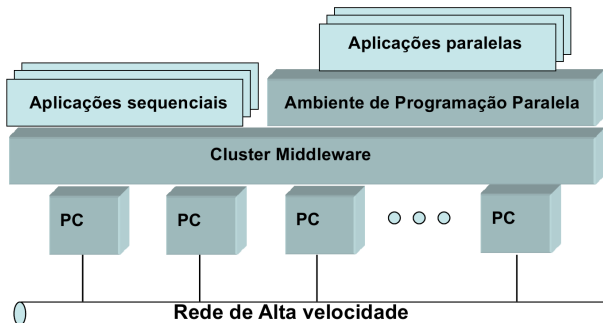 Aplicações paralelas
Aplicações sequenciais
Ambiente de Programação Paralela
Cluster Middleware
PC
PC
PC
PC
Rede de Alta velocidade